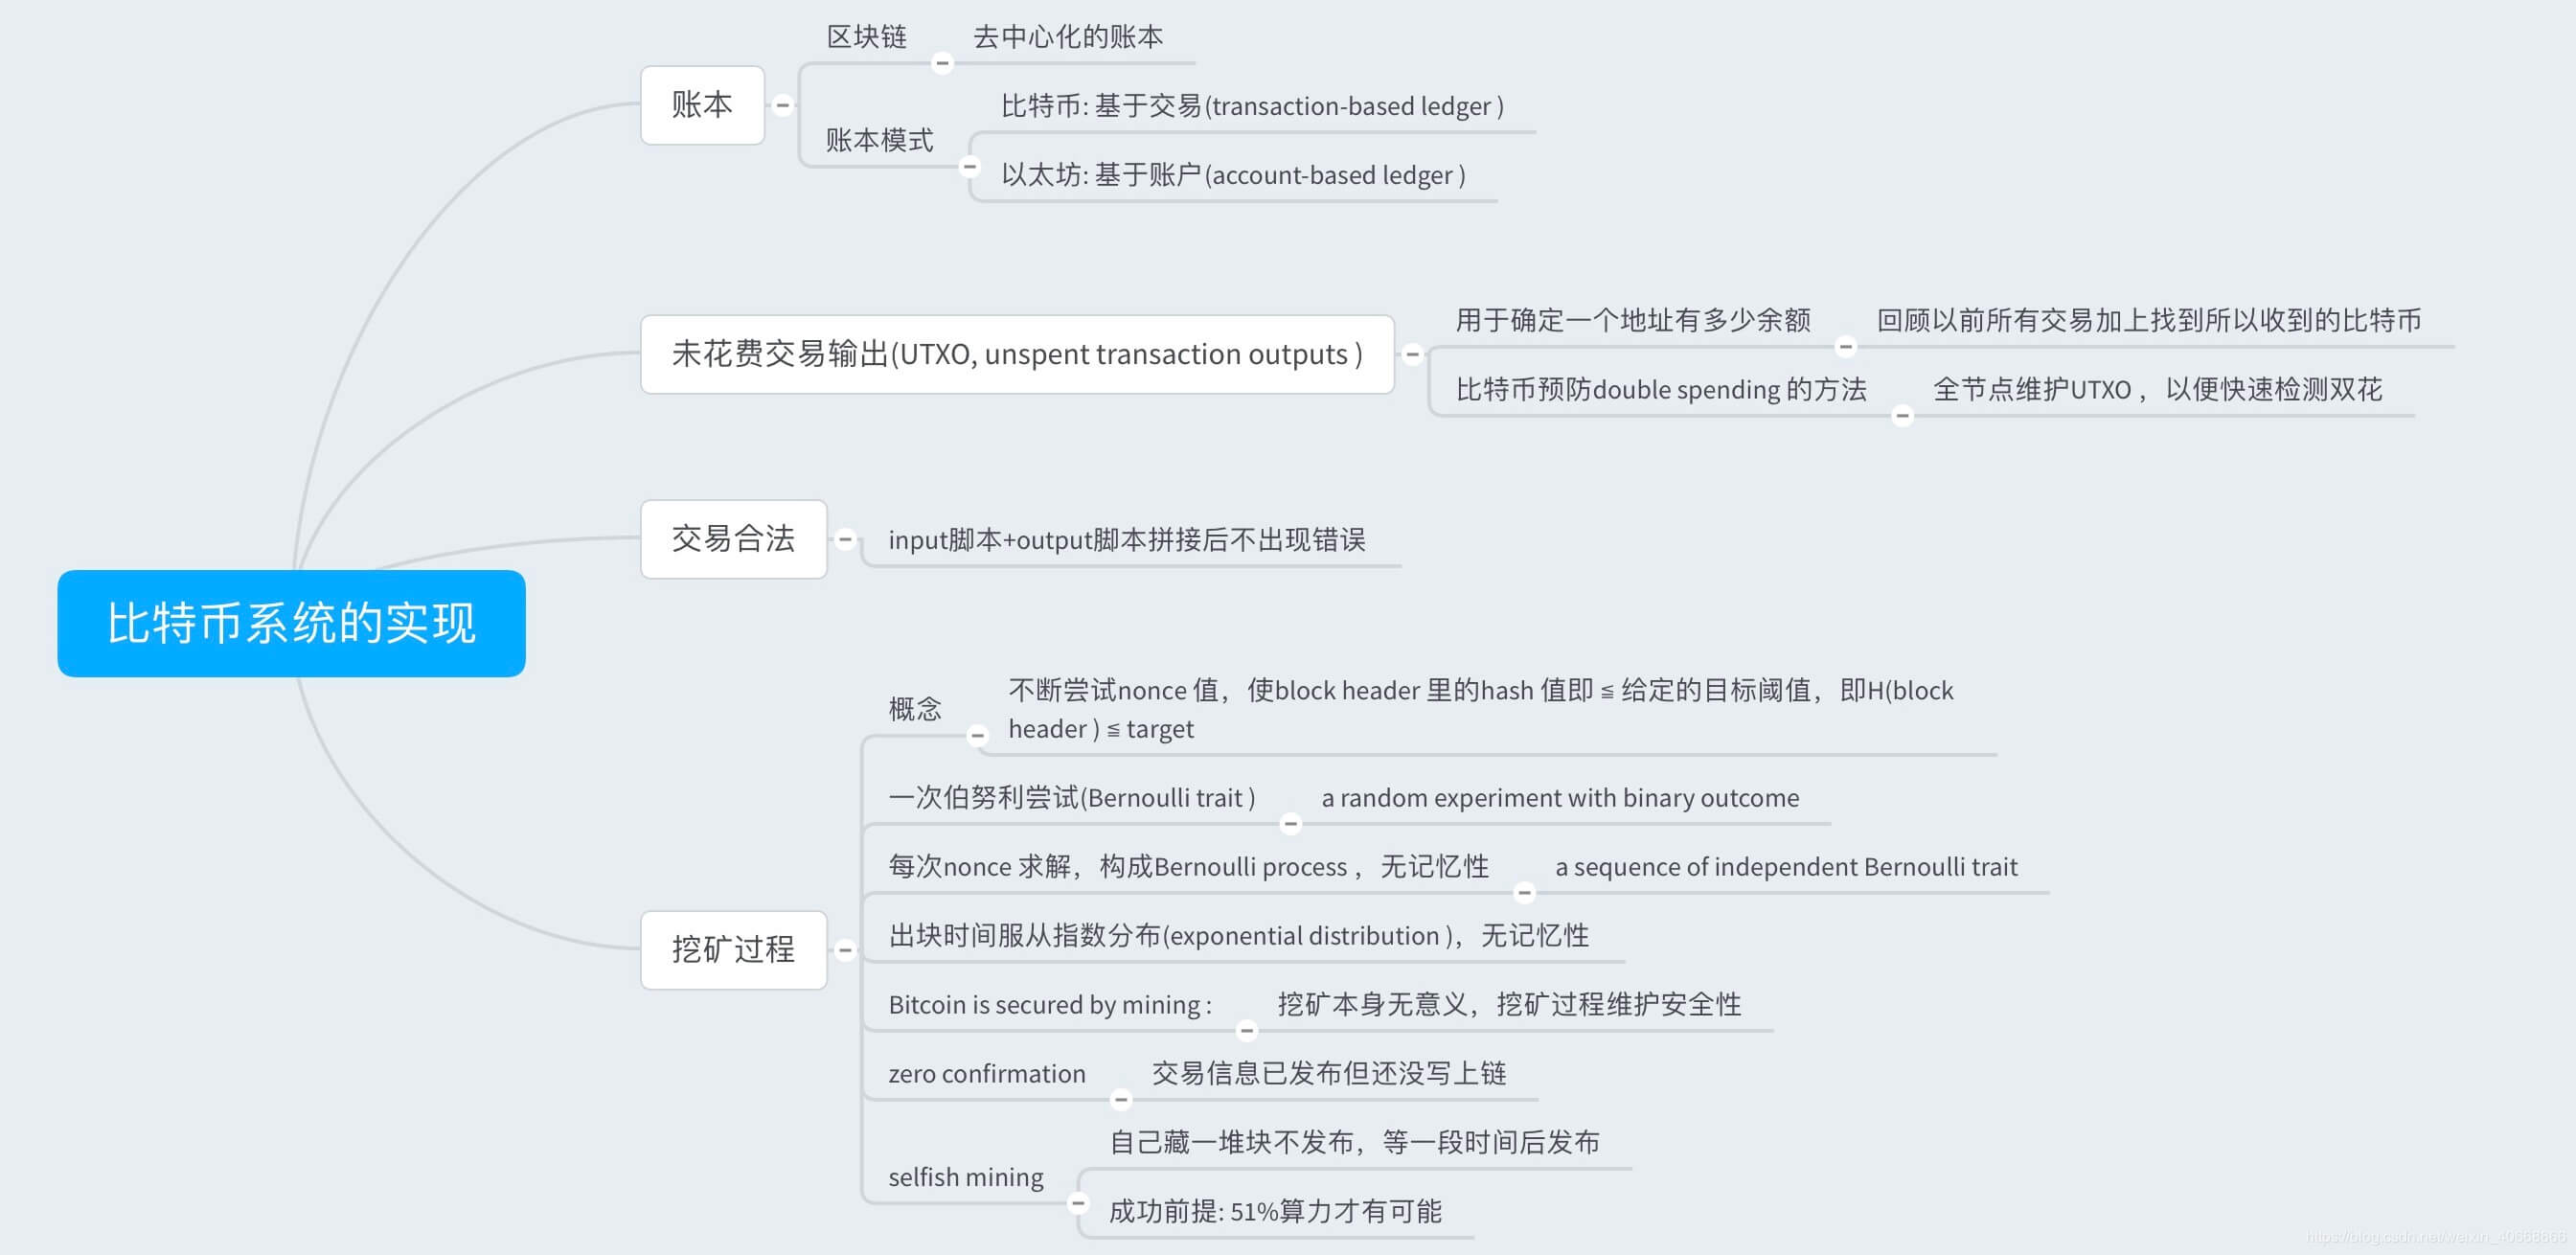 区块链
去中心化的账本
账本
比特币: 基于交易(transaction-based ledger )
账本模式
以太坊: 基于账户(account-based ledger )
未花费交易输出(UTXO, unspent transaction outputs )
用于确定一个地址有多少余额
回顾以前所有交易加上找到所以收到的比特币
比特币预防double spending 的方法
全节点维护UTXO ，以便快速检测双花
交易合法
input脚本+output脚本拼接后不出现错误
比特币系统的实现
概念
不断尝试nonce 值，使block header 里的hash 值即 ≦ 给定的目标阈值，即H(block
header ) ≦ target
一次伯努利尝试(Bernoulli trait )
a random experiment with binary outcome
每次nonce 求解，构成Bernoulli process ，无记忆性
a sequence of independent Bernoulli trait
挖矿过程
出块时间服从指数分布(exponential distribution )，无记忆性
Bitcoin is secured by mining :
挖矿本身无意义，挖矿过程维护安全性
zero confirmation
交易信息已发布但还没写上链
selfish mining
自己藏一堆块不发布，等一段时间后发布
成功前提: 51%算力才有可能